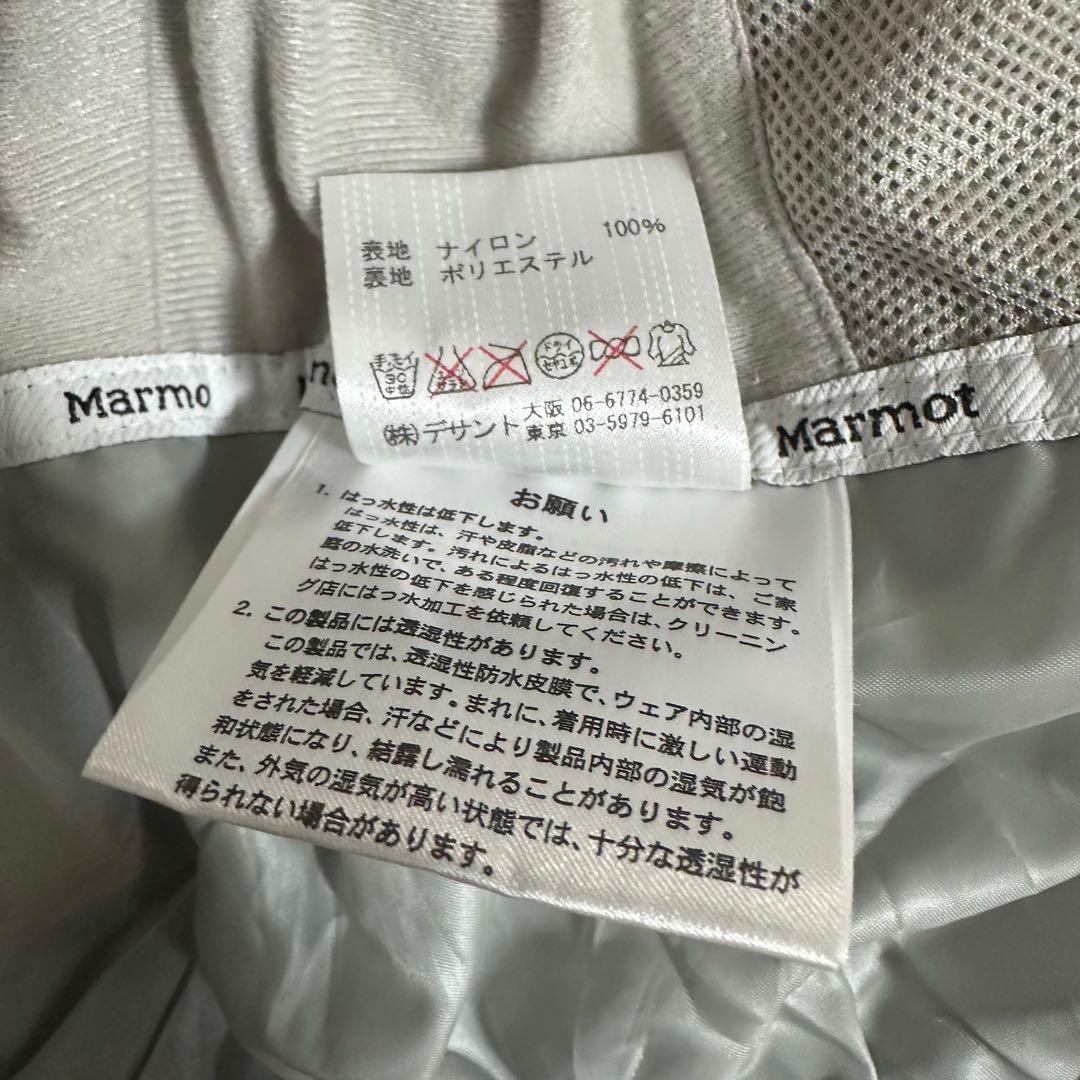 表地 ナイロン 100%
裏地 ポリエステル
手洗イ
30
中性
ドライ
セキユ系
大阪 06-6774-0359
(株)デサント 東京 03-5979-6101
Marmo
Marmot
お願い
1. はっ水性は低下します。
はっ水性は、汗や皮脂などの汚れや摩擦によって
低下します。汚れによるはっ水性の低下は、ご家
庭の水洗いで、ある程度回復することができます。
はっ水性の低下を感じられた場合は、クリーニン
グ店にはっ水加工を依頼してください。
2. この製品には透湿性があります。
この製品では、透湿性防水皮膜で、ウェア内部の湿
気を軽減しています。まれに、着用時に激しい運動
をされた場合、汗などにより製品内部の湿気が飽
和状態になり、結露し濡れることがあります。
また、外気の湿気が高い状態では、十分な透湿性が
得られない場合があります。